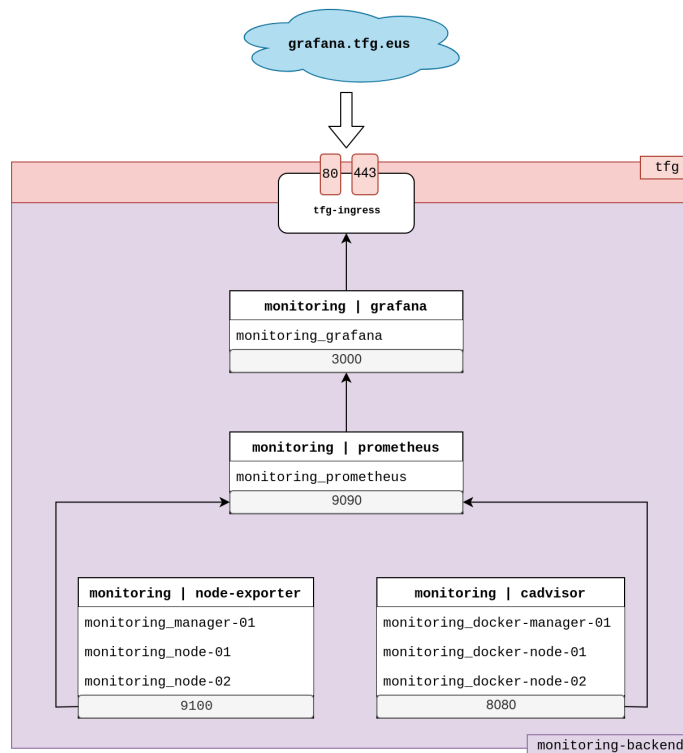 grafana.tfg.eus
80
443
tfg
tfg-ingress
monitoring | grafana
monitoring_grafana
3000
monitoring | prometheus
monitoring_prometheus
9090
monitoring | node-exporter
monitoring_manager-01
monitoring_node-01
monitoring_node-02
9100
monitoring | cadvisor
monitoring_docker-manager-01
monitoring_docker-node-01
monitoring_docker-node-02
8080
monitoring-backend